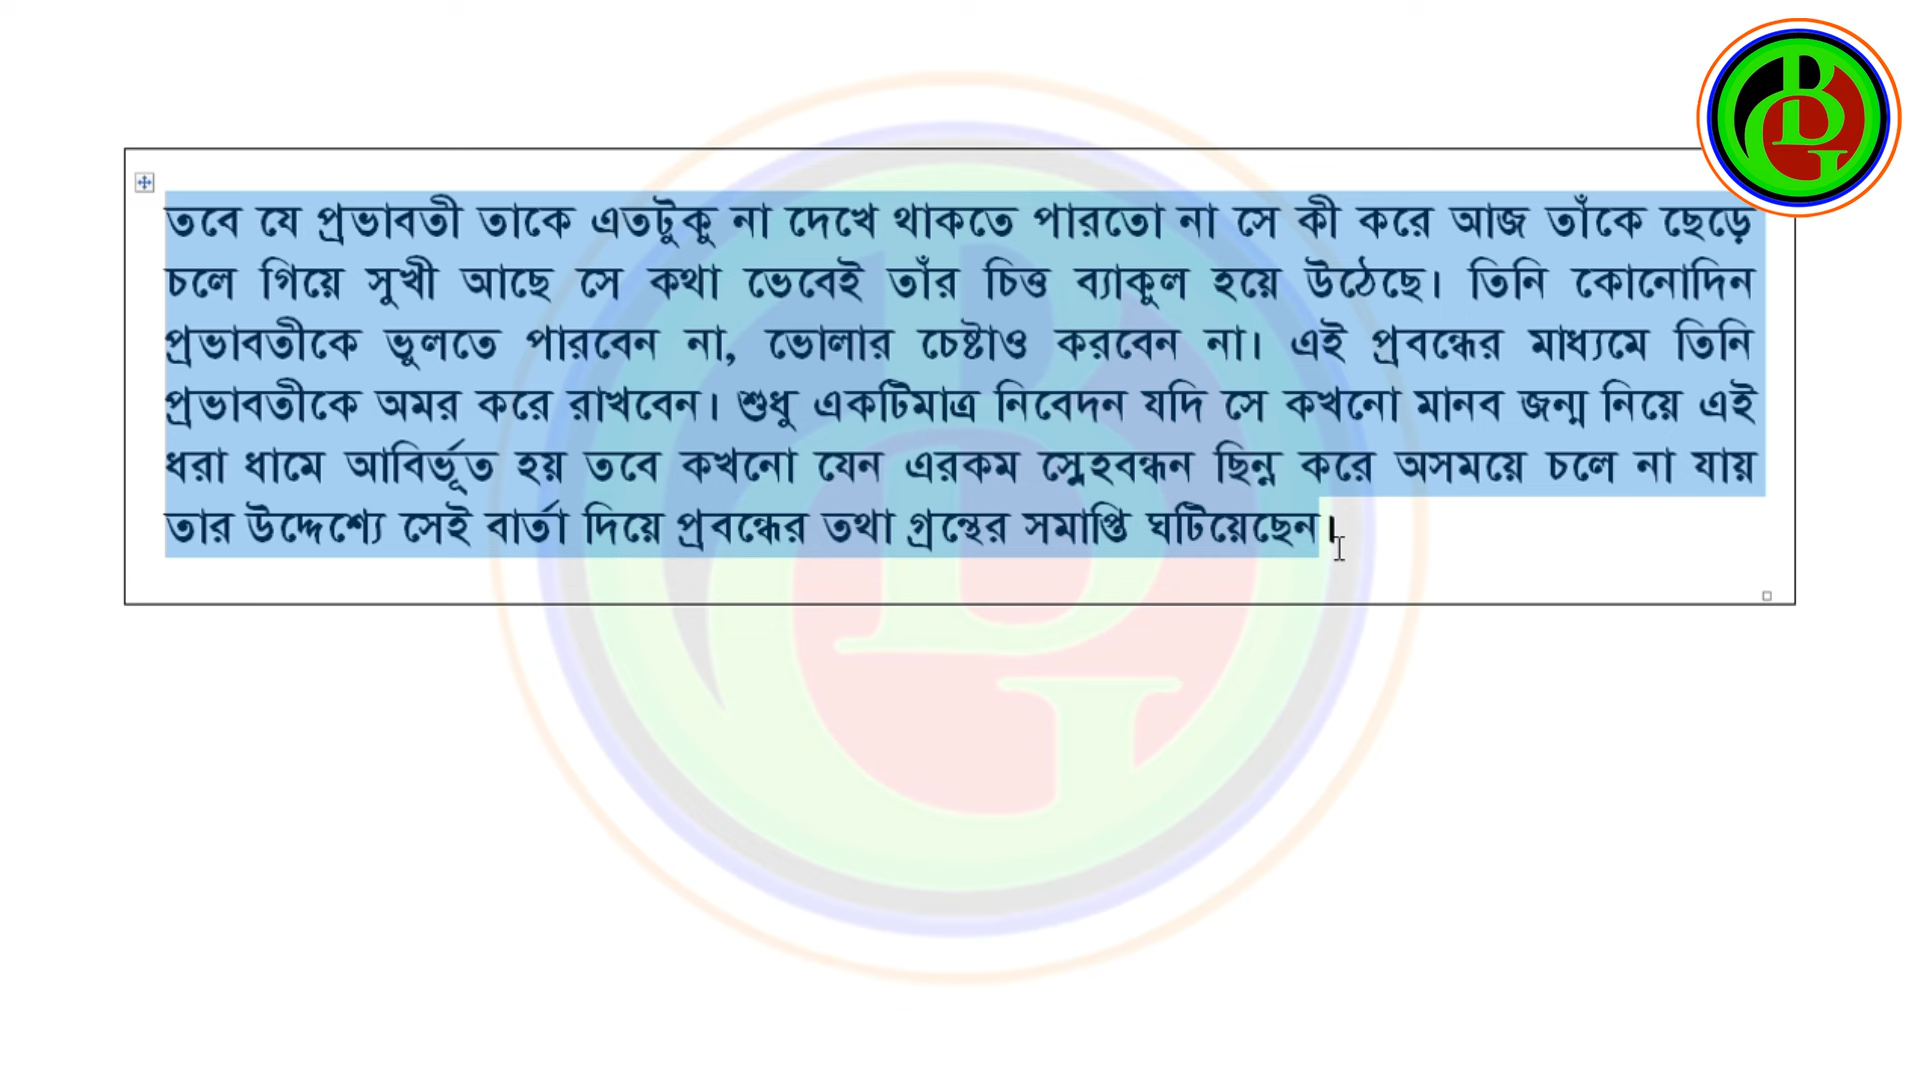 তবে যে প্রভাবতী তাকে এতটুকু না দেখে থাকতে পারতো না সে কী করে আজ তাঁকে ছেড়ে
চলে গিয়ে সুখী আছে সে কথা ভেবেই তাঁর চিত্ত ব্যাকুল হয়ে উঠেছে। তিনি কোনোদিন
প্রভাবতীকে ভুলতে পারবেন না, ভোলার চেষ্টাও করবেন না। এই প্রবন্ধের মাধ্যমে তিনি
প্রভাবতীকে অমর করে রাখবেন। শুধু একটিমাত্র নিবেদন যদি সে কখনো মানব জন্ম নিয়ে এই
ধরা ধামে আবির্ভূত হয় তবে কখনো যেন এরকম স্নেহবন্ধন ছিন্ন করে অসময়ে চলে না যায়
তার উদ্দেশ্যে সেই বার্তা দিয়ে প্রবন্ধের তথা গ্রন্থের সমাপ্তি ঘটিয়েছেন।